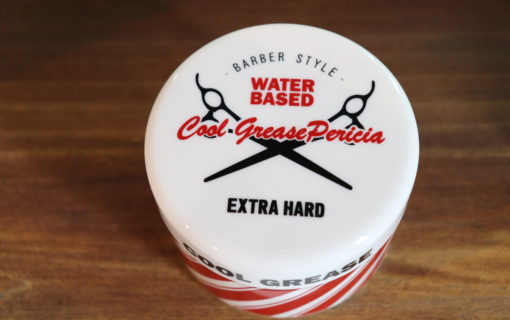 - BARBER STYLE -
WATER
BASED
Cool Grease Pericia
EXTRA HARD
COOL GREASE